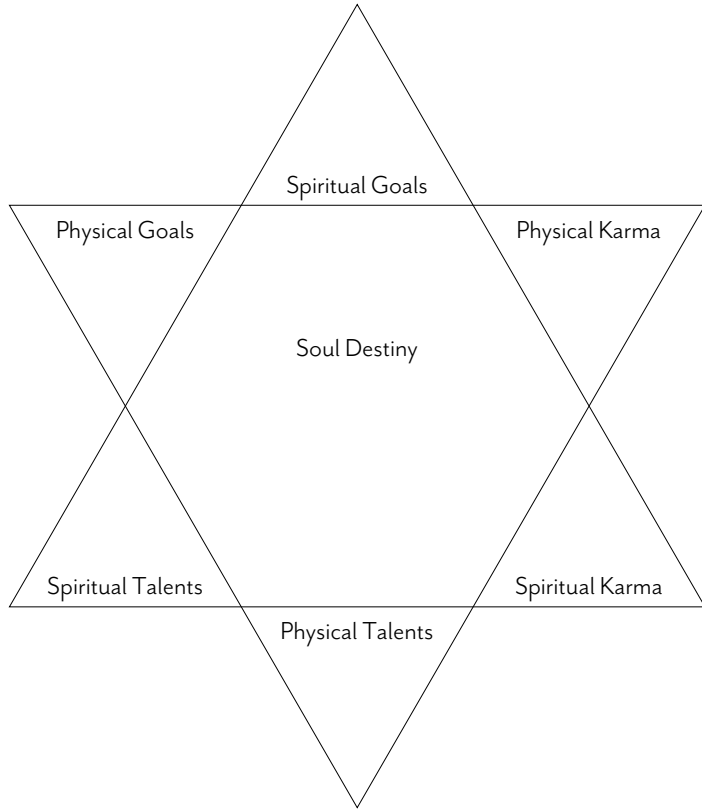 Spiritual Goals
Physical Goals
Physical Karma
Soul Destiny
Spiritual Talents
Spiritual Karma
Physical Talents